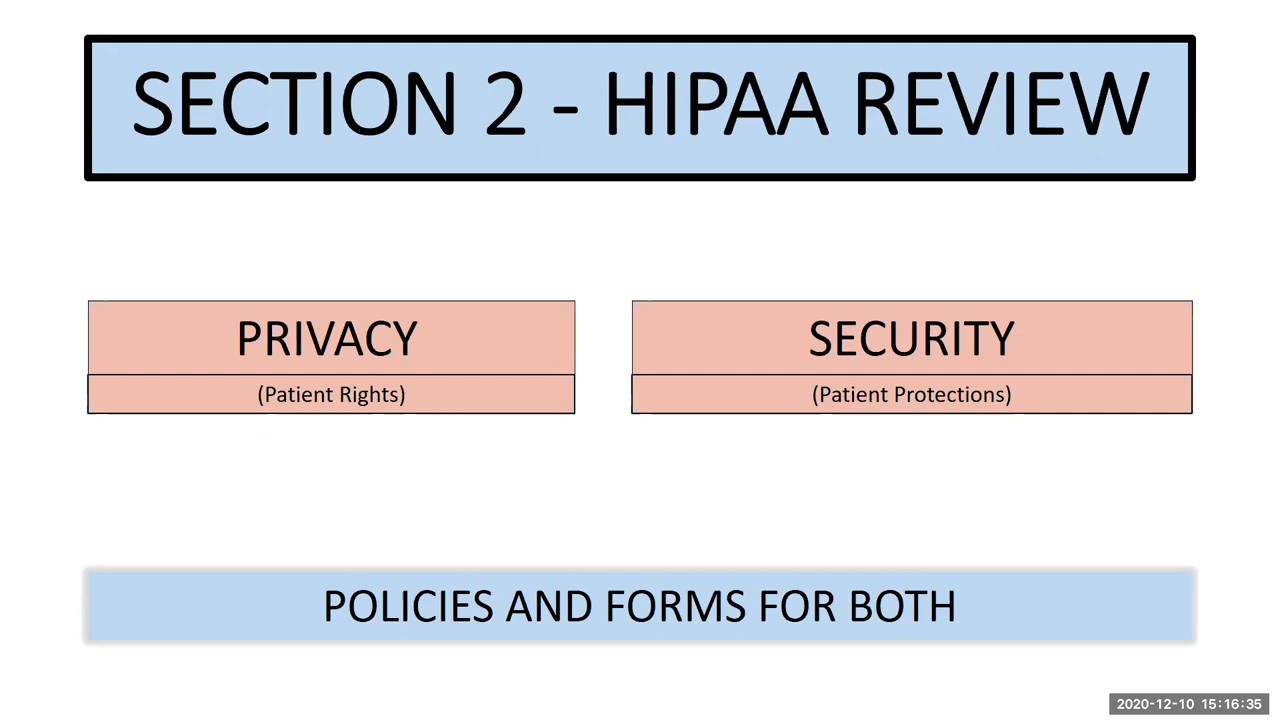 SECTION 2 - HIPAA REVIEW
PRIVACY
(Patient Rights)
SECURITY
(Patient Protections)
POLICIES AND FORMS FOR BOTH
2020-12-10 15:16:35